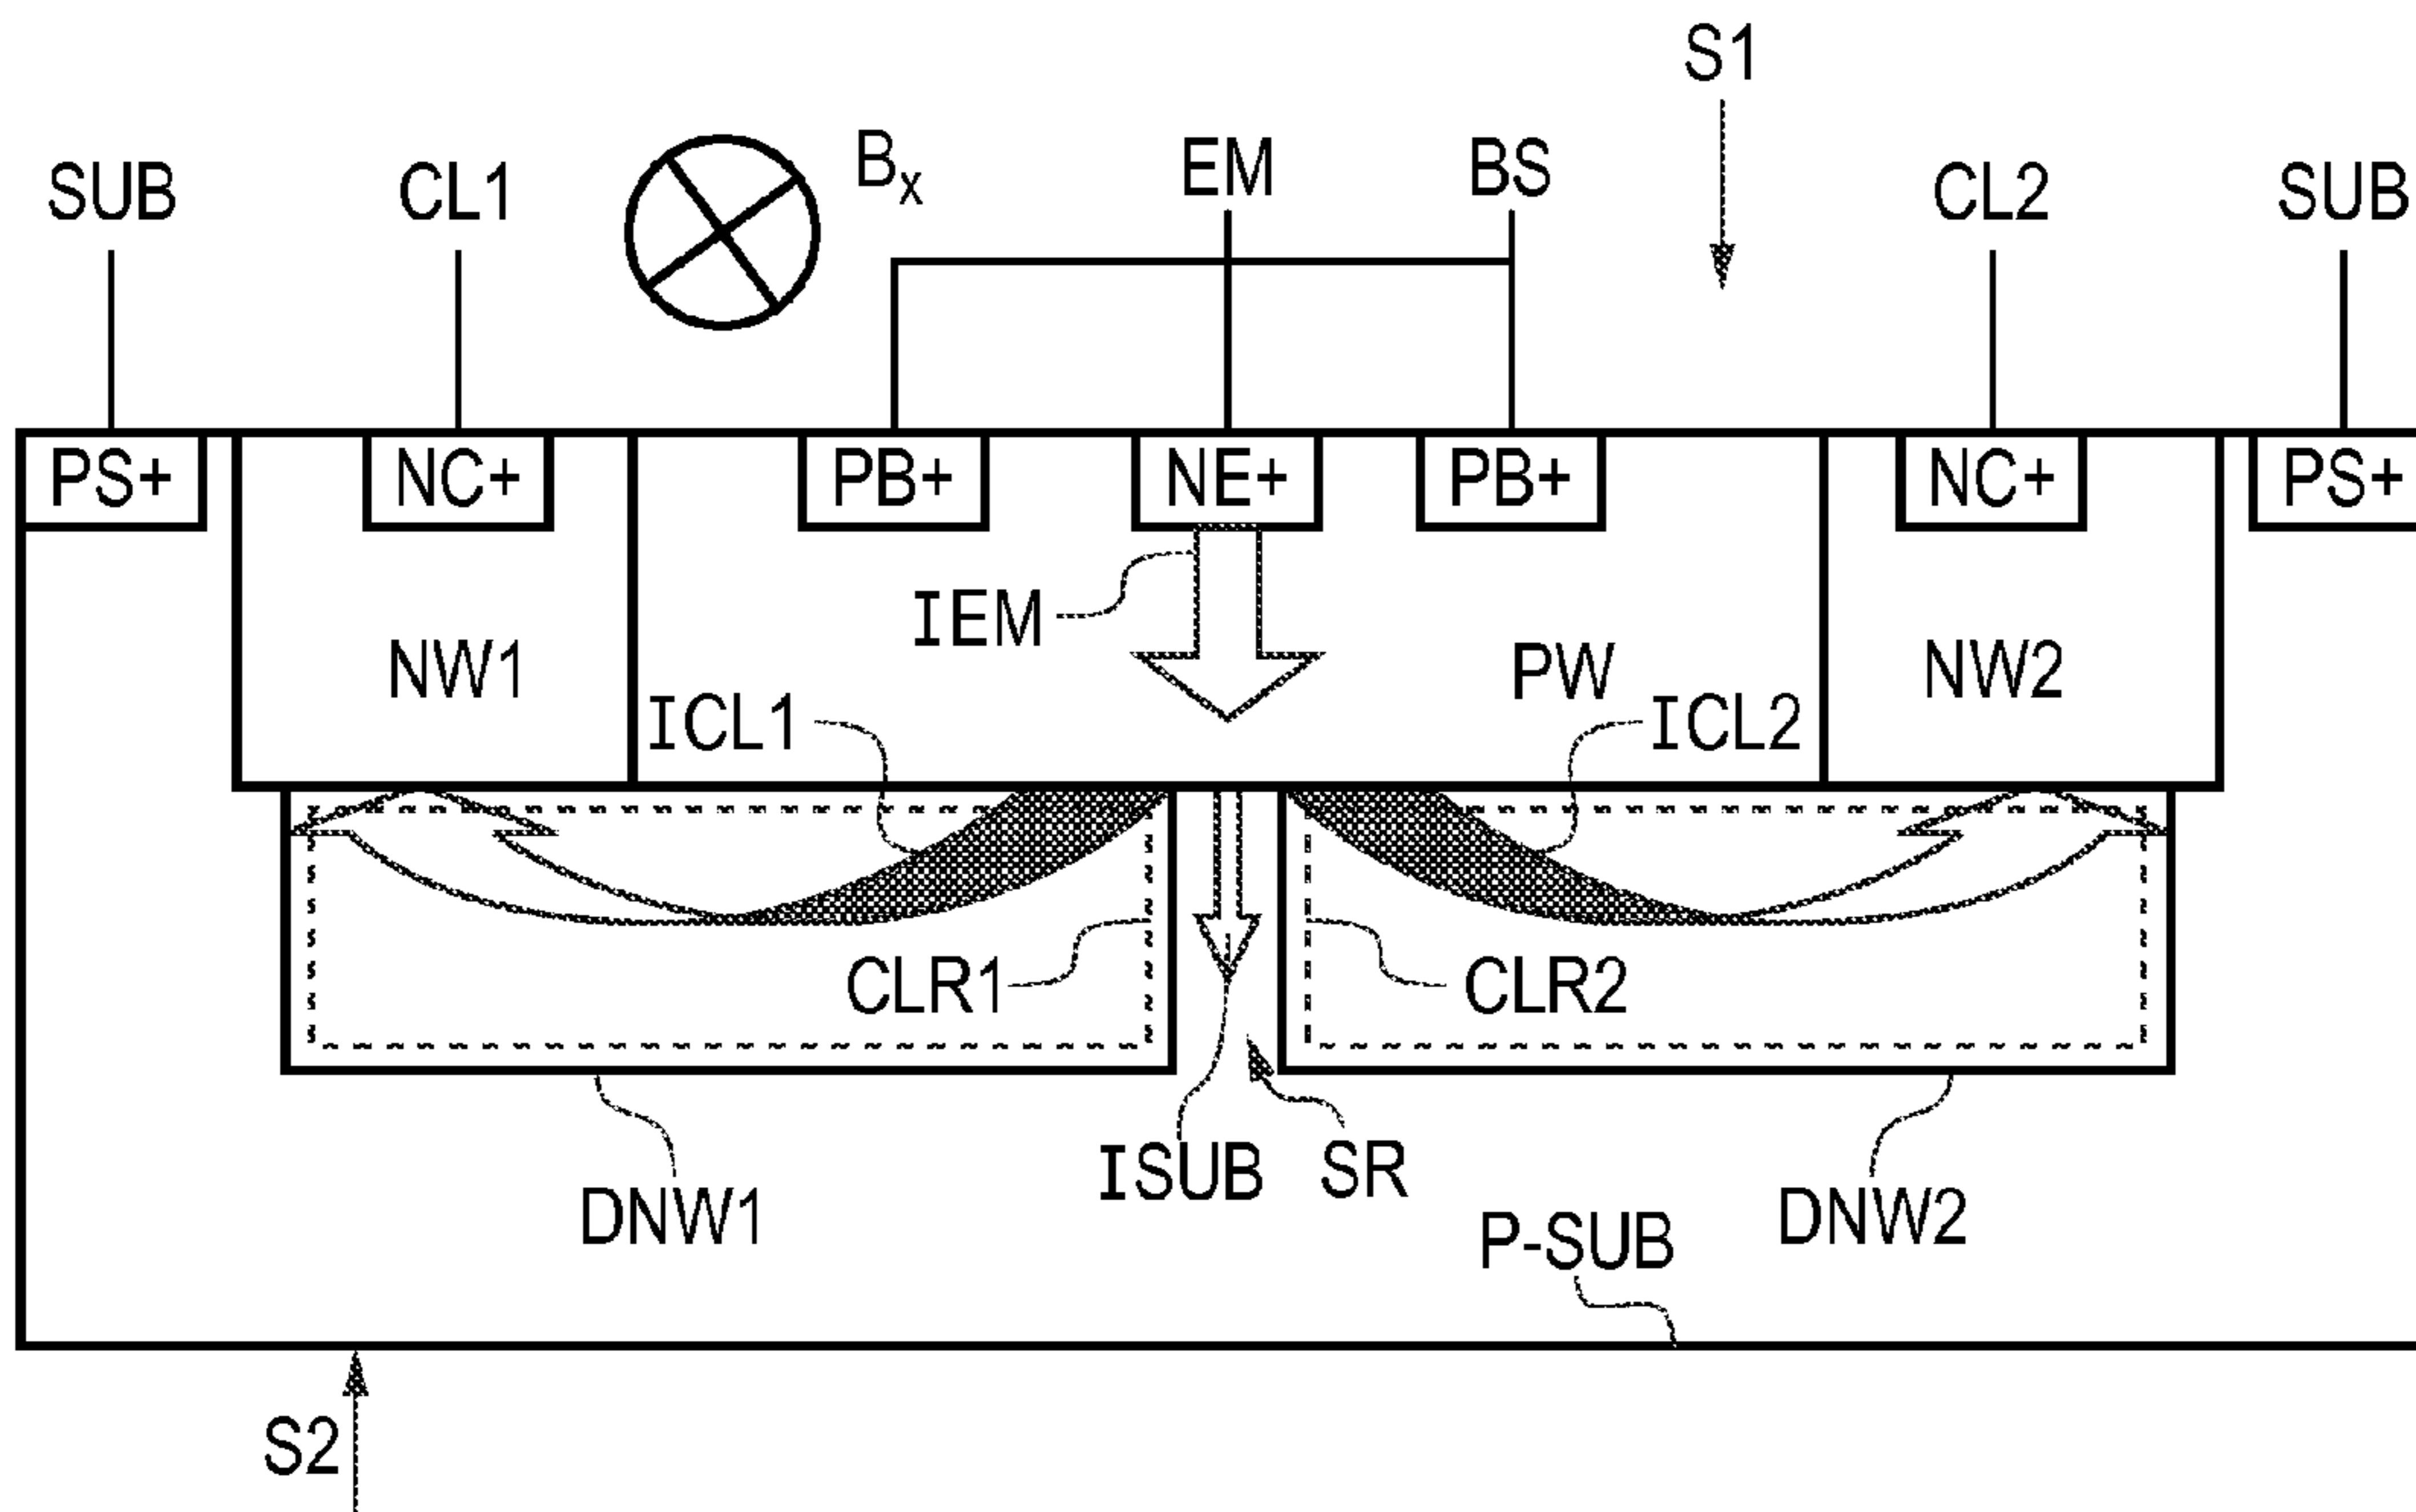 S1
SUB CL1 Bx EM BS CL2 SUB
PS+ NC+ PB+ NE+ PB+ NC+ PS+
IEM
NW1 PW NW2
ICL1 ICL2
CLR1 CLR2
ISUB SR
DNW1 P-SUB DNW2
S2